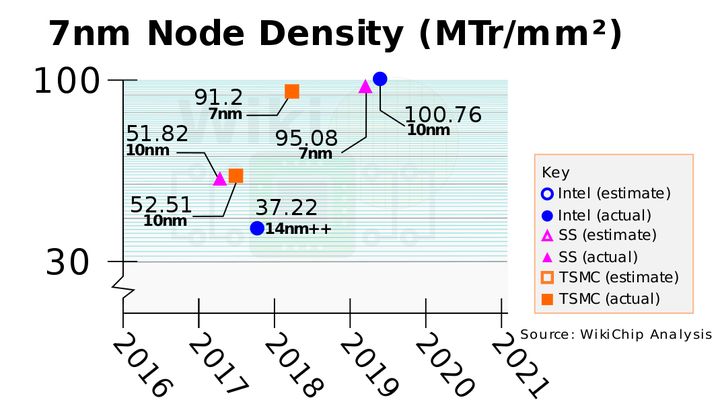 7nm Node Density (MTr/mm²)
100
91.2
7nm
100.76
10nm
51.82
10nm
95.08
7nm
52.51
10nm
37.22
14nm++
30
Wiki
Key
Intel (estimate)
Intel (actual)
SS (estimate)
SS (actual)
TSMC (estimate)
TSMC (actual)
Source: WikiChip Analysis
2016
2017
2018
2019
2020
2021